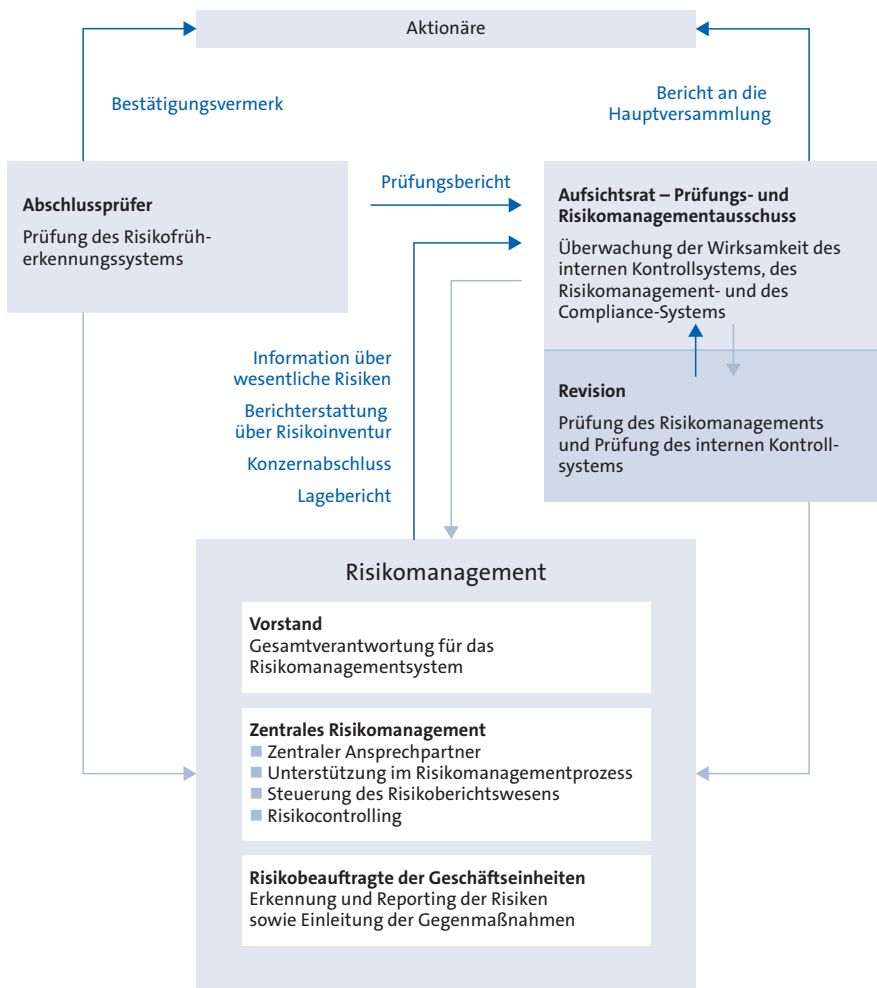 Aktionäre
Bestätigungsvermerk
Bericht an die
Hauptversammlung
Abschlussprüfer
Prüfung des Risikofrüh-
erkennungssystems
Prüfungsbericht
Aufsichtsrat – Prüfungs- und
Risikomanagementausschuss
Überwachung der Wirksamkeit des
internen Kontrollsystems, des
Risikomanagement- und des
Compliance-Systems
Information über
wesentliche Risiken
Berichterstattung
über Risikoinventur
Konzernabschluss
Lagebericht
Revision
Prüfung des Risikomanagements
und Prüfung des internen Kontroll-
systems
Risikomanagement
Vorstand
Gesamtverantwortung für das
Risikomanagementsystem
Zentrales Risikomanagement
Zentraler Ansprechpartner
Unterstützung im Risikomanagementprozess
Steuerung des Risikoberichtswesens
Risikocontrolling
Risikobeauftragte der Geschäftseinheiten
Erkennung und Reporting der Risiken
sowie Einleitung der Gegenmaßnahmen